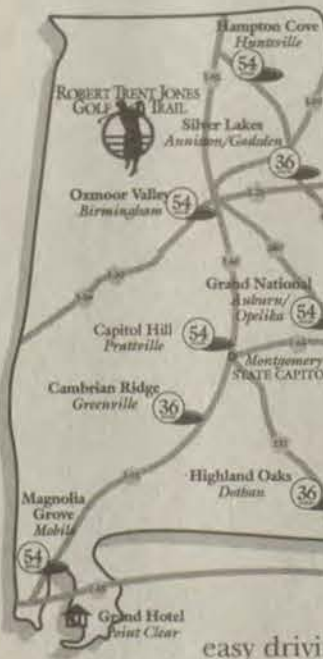 Hampton Cove
Huntsville
54
ROBERT TRENT JONES
GOLF TRAIL
Silver Lakes
Anniston/Gadsden
36
Oxmoor Valley
Birmingham
54
Grand National
Auburn/
Opelika
54
Capitol Hill
Prattville
54
Montgomery
STATE CAPITO
Cambrian Ridge
Greenville
36
Highland Oaks
Dothan
36
Magnolia
Grove
Mobile
54
Grand Hotel
Point Clear
easy drivi